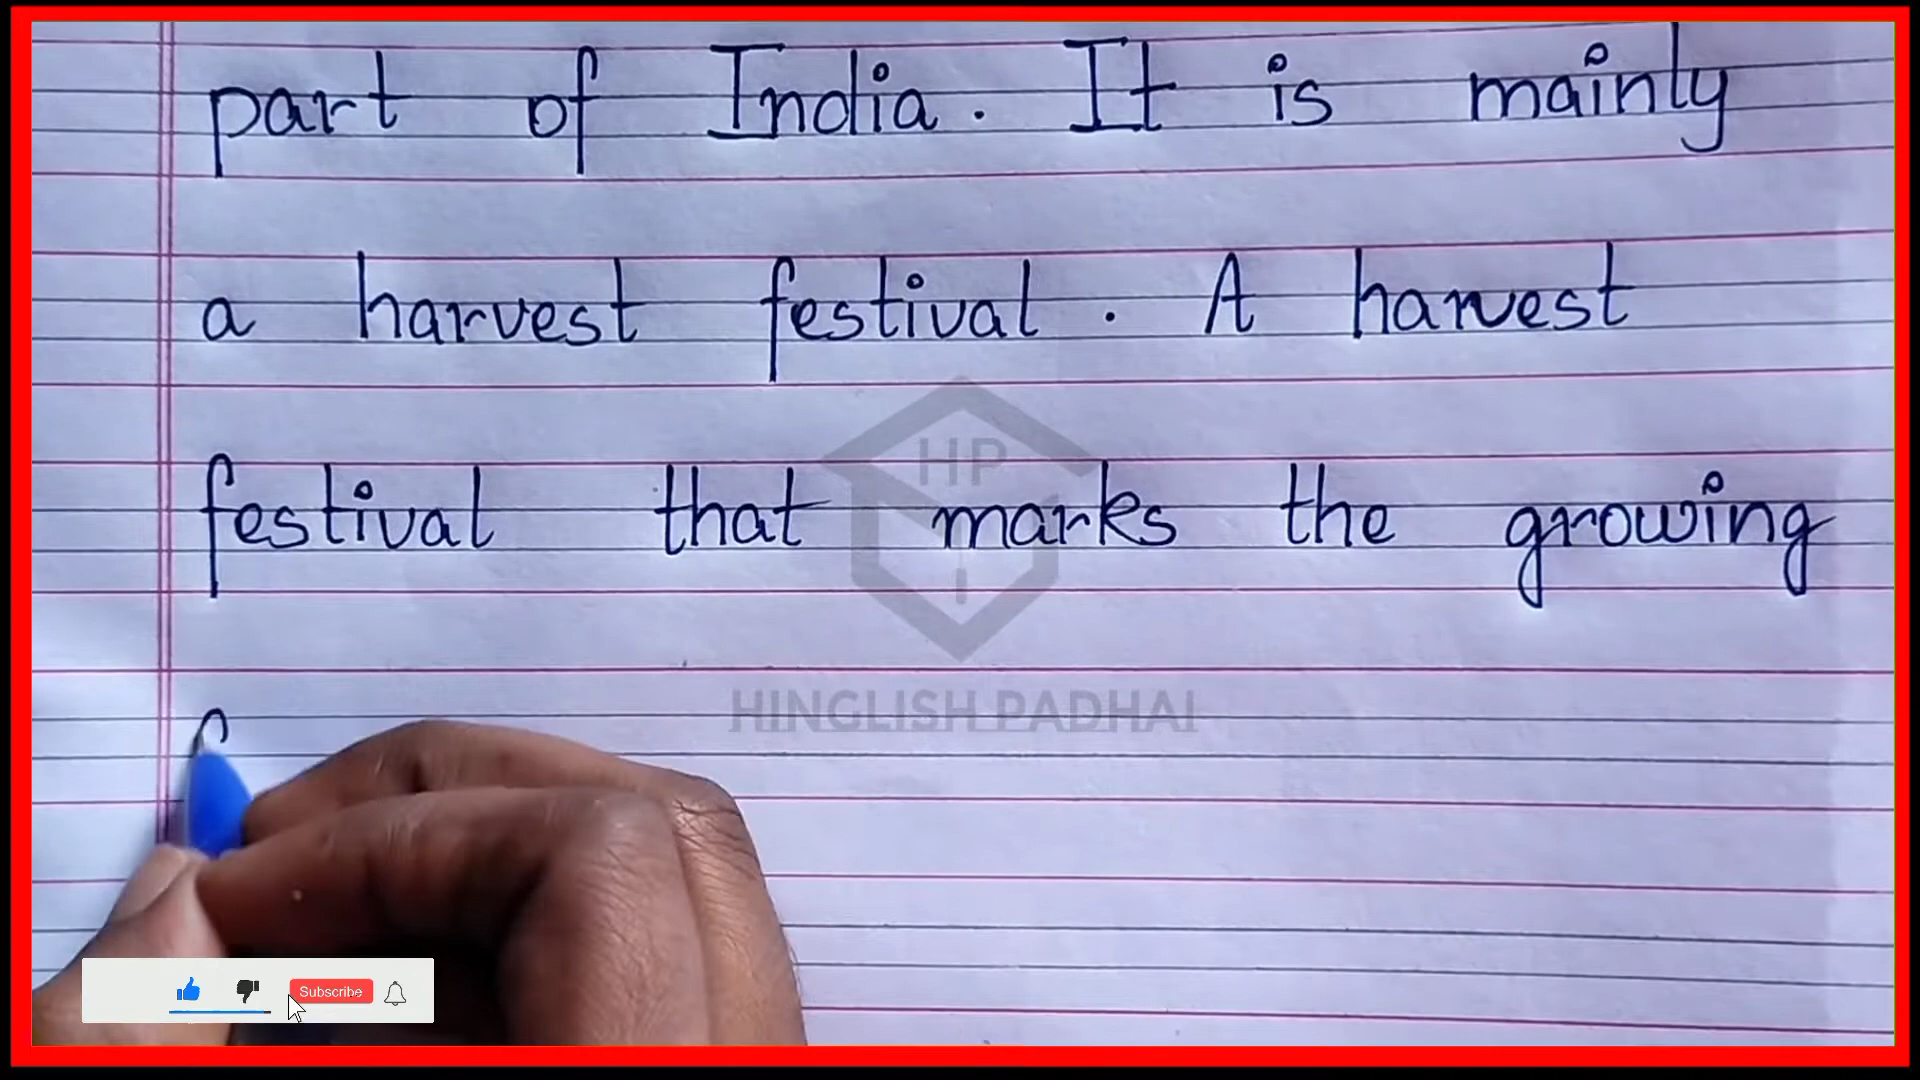 part of India. It is mainly
a harvest festival. A harvest
festival that marks the growing
HP
I
HINGLISH PADHAI
Subscribe